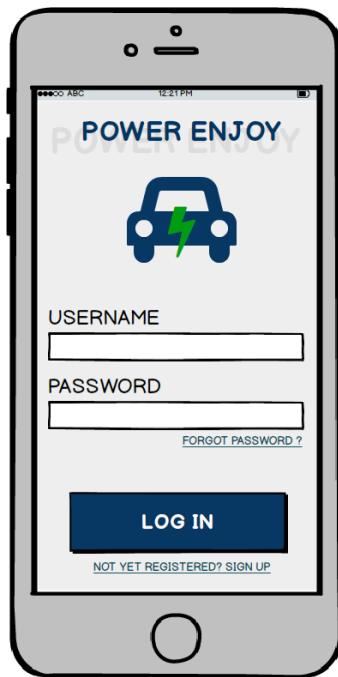 ABC 12:21 PM
POWER ENJOY
USERNAME
PASSWORD
FORGOT PASSWORD ?
LOG IN
NOT YET REGISTERED? SIGN UP